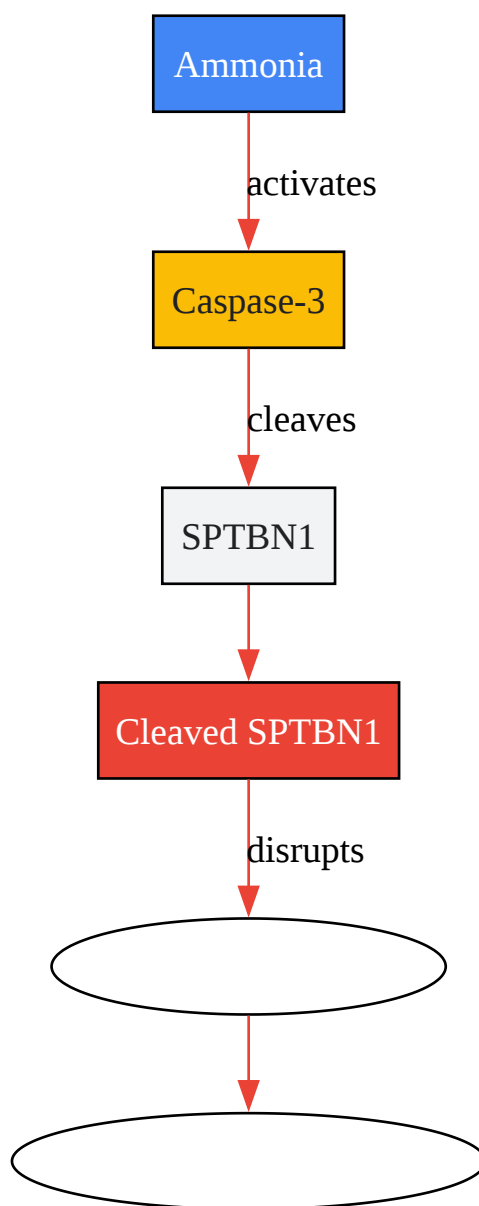 Ammonia
activates
Caspase-3
cleaves
SPTBN1
Cleaved SPTBN1
disrupts